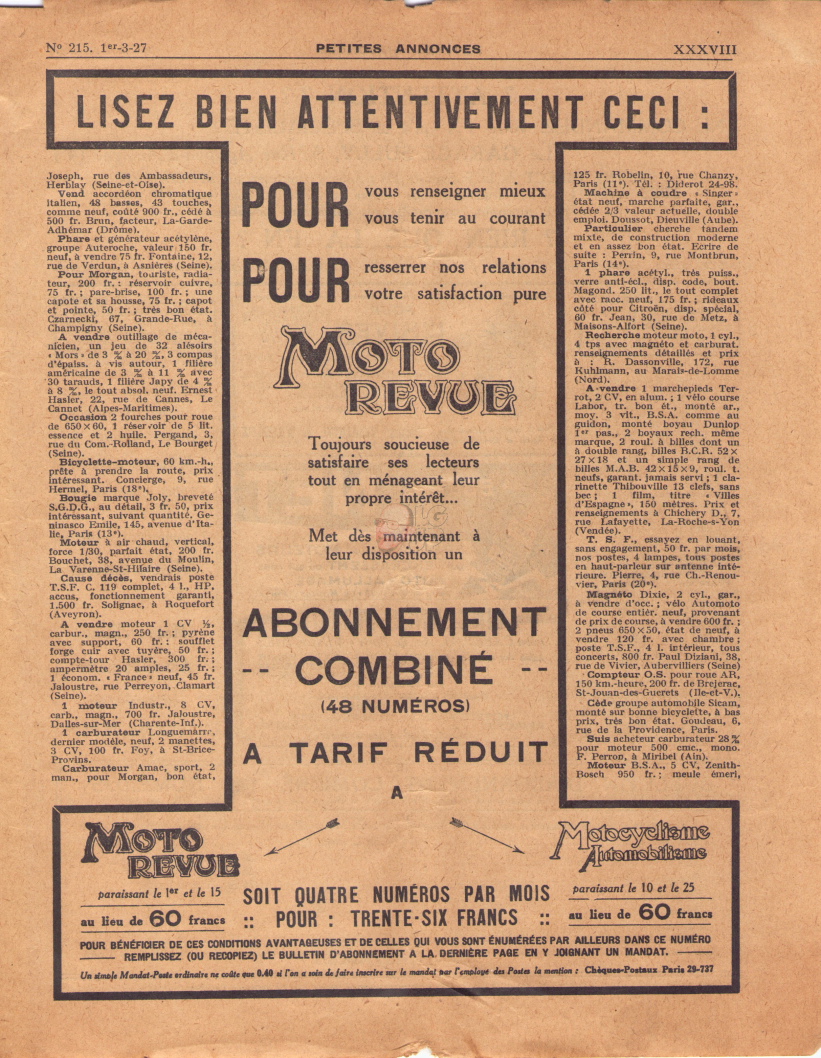 Nº 215. 1er-3-27
PETITES ANNONCES
XXXVIII
LISEZ BIEN ATTENTIVEMENT CECI :
Joseph, rue des Ambassadeurs,
Herblay (Seine-et-Oise).
Vend accordéon chromatique
italien, 48 basses, 43 touches,
comme neuf, coûté 900 fr., cédé à
500 fr. Brun, facteur, La-Garde-
Adhémar (Drôme).
Phare et générateur acétylène,
groupe Auteroche, valeur 150 fr.
neuf, à vendre 75 fr. Fontaine, 12,
rue de Verdun, à Asnières (Seine).
Pour Morgan, touriste, radia-
teur, 200 fr. : réservoir cuivre,
75 fr. ; pare-brise, 100 fr. ; une
capote et sa housse, 75 fr. ; capot
et pointe, 50 fr. ; très bon état.
Czarnecki, 67, Grande-Rue, à
Champigny (Seine).
A vendre outillage de méca-
nicien, un jeu de 32 alésoirs
« Mors » de 3 ‰ à 20 ‰, 3 compas
d'épaiss. à vis autour, 1 filière
américaine de 3 ‰ à 11 ‰ avec
30 tarauds, 1 filière Japy de 4 ‰
à 8 ‰, le tout absol. neuf. Ernest
Hasler, 22, rue de Cannes, Le
Cannet (Alpes-Maritimes).
Occasion 2 fourches pour roue
de 650×60, 1 réservoir de 5 lit.
essence et 2 huile. Pergand, 3,
rue du Com.-Rolland, Le Bourget
(Seine).
Bicyclette-moteur, 60 km.-h.,
prête à prendre la route, prix
intéressant. Concierge, 9, rue
Hermel, Paris (18e).
Bougie marque Joly, breveté
S.G.D.G., au détail, 3 fr. 50, prix
intéressant, suivant quantité. Ge-
ninasco Emile, 145, avenue d'Ita-
lie, Paris (13e).
Moteur à air chaud, vertical,
force 1/30, parfait état, 200 fr.
Bouchet, 38, avenue du Moulin,
La Varenne-St-Hilaire (Seine).
Cause décès, vendrais poste
T.S.F. C. 119 complet, 4 l., HP,
accus, fonctionnement garanti,
1.500 fr. Solignac, à Roquefort
(Aveyron).
A vendre moteur 1 CV ½,
carbur., magn., 250 fr. ; pyrène
avec support, 60 fr. : soufflet
forge cuir avec tuyère, 50 fr. ;
compte-tour Hasler, 300 fr. ;
ampermètre 20 amples, 25 fr. ;
1 économ. « France » neuf, 45 fr.
Jaloustre, rue Perreyon, Clamart
(Seine).
1 moteur Industr., 8 CV,
carb., magn., 700 fr. Jaloustre,
Dalles-sur-Mer (Charente-Inf.).
1 carburateur Longuemarre,
dernier modèle, neuf, 2 manettes,
3 CV, 100 fr. Foy, à St-Brice-
Provins.
Carburateur Amac, sport, 2
man., pour Morgan, bon état,
POUR
vous renseigner mieux
vous tenir au courant
POUR
resserrer nos relations
votre satisfaction pure
MOTO
REVUE
Toujours soucieuse de
satisfaire ses lecteurs
tout en ménageant leur
propre intérêt...
Met dès maintenant à
leur disposition un
ABONNEMENT
-- COMBINÉ --
(48 NUMÉROS)
A TARIF RÉDUIT
A
125 fr. Robelin, 10, rue Chanzy,
Paris (11e). Tél. : Diderot 24-98.
Machine à coudre « Singer »
état neuf, marche parfaite, gar.,
cédée 2/3 valeur actuelle, double
emploi. Doussot, Dieuville (Aube).
Particulier cherche tandem
mixte, de construction moderne
et en assez bon état. Ecrire de
suite : Perrin, 9, rue Montbrun,
Paris (14e).
1 phare acétyl., très puiss.,
verre anti-écl., disp. code, bout.
Magond. 250 lit., le tout complet
avec racc. neuf, 175 fr. ; rideaux
côté pour Citroën, disp. spécial,
60 fr. Jean, 30, rue de Metz, à
Maisons-Alfort (Seine).
Recherche moteur moto, 1 cyl.,
4 tps avec magnéto et carburat.
renseignements détaillés et prix
à : R. Dassonville, 172, rue
Kuhlmann, au Marais-de-Lomme
(Nord).
A vendre 1 marchepieds Ter-
rot, 2 CV, en alum. ; 1 vélo course
Labor, tr. bon ét., monté ar.,
moy. 3 vit., B.S.A. comme au
guidon, monté boyau Dunlop
1er pas., 2 boyaux rech. même
marque, 2 roul. à billes dont un
à double rang, billes B.C.R. 52×
27×18 et un simple rang de
billes M.A.B. 42×15×9, roul. t.
neufs, garant. jamais servi ; 1 cla-
rinette Thibouville 13 clefs, sans
bec ; 1 film, titre « Villes
d'Espagne », 150 mètres. Prix et
renseignements à Chichery D., 7,
rue Lafayette, La-Roche-s-Yon
(Vendée).
T. S. F., essayez en louant,
sans engagement, 50 fr. par mois,
nos postes, 4 lampes, tous postes
en haut-parleur sur antenne inté-
rieure. Pierre, 4, rue Ch.-Renou-
vier, Paris (20e).
Magnéto Dixie, 2 cyl., gar.,
à vendre d'occ. ; vélo Automoto
de course entièr. neuf, provenant
de prix de course, à vendre 600 fr. ;
2 pneus 650×50, état de neuf, à
vendre 120 fr. avec chambre ;
poste T.S.F., 4 l. intérieur, tous
concerts, 800 fr. Paul Diziani, 38,
rue de Vivier, Aubervilliers (Seine)
Compteur O.S. pour roue AR,
150 km.-heure, 200 fr. de Brejerac,
St-Jouan-des-Guerets (Ile-et-V.).
Cède groupe automobile Sicam,
monté sur bonne bicyclette, à bas
prix, très bon état. Goudeau, 6,
rue de la Providence, Paris.
Suis acheteur carburateur 28 ‰
pour moteur 500 cmc., mono.
F. Perron, à Miribel (Ain).
Moteur B.S.A., 5 CV, Zenith-
Bosch 950 fr. ; meule émeri,
MOTO
REVUE
paraissant le 1er et le 15
au lieu de 60 francs
SOIT QUATRE NUMÉROS PAR MOIS
:: POUR : TRENTE-SIX FRANCS ::
Motocyclisme
Automobilisme
paraissant le 10 et le 25
au lieu de 60 francs
POUR BÉNÉFICIER DE CES CONDITIONS AVANTAGEUSES ET DE CELLES QUI VOUS SONT ÉNUMÉRÉES PAR AILLEURS DANS CE NUMÉRO
REMPLISSEZ (OU RECOPIEZ) LE BULLETIN D'ABONNEMENT A LA DERNIÈRE PAGE EN Y JOIGNANT UN MANDAT.
Un simple Mandat-Poste ordinaire ne coûte que 0.40 si l'on a soin de faire inscrire sur le mandat par l'employé des Postes la mention : Chèques-Postaux Paris 29-737